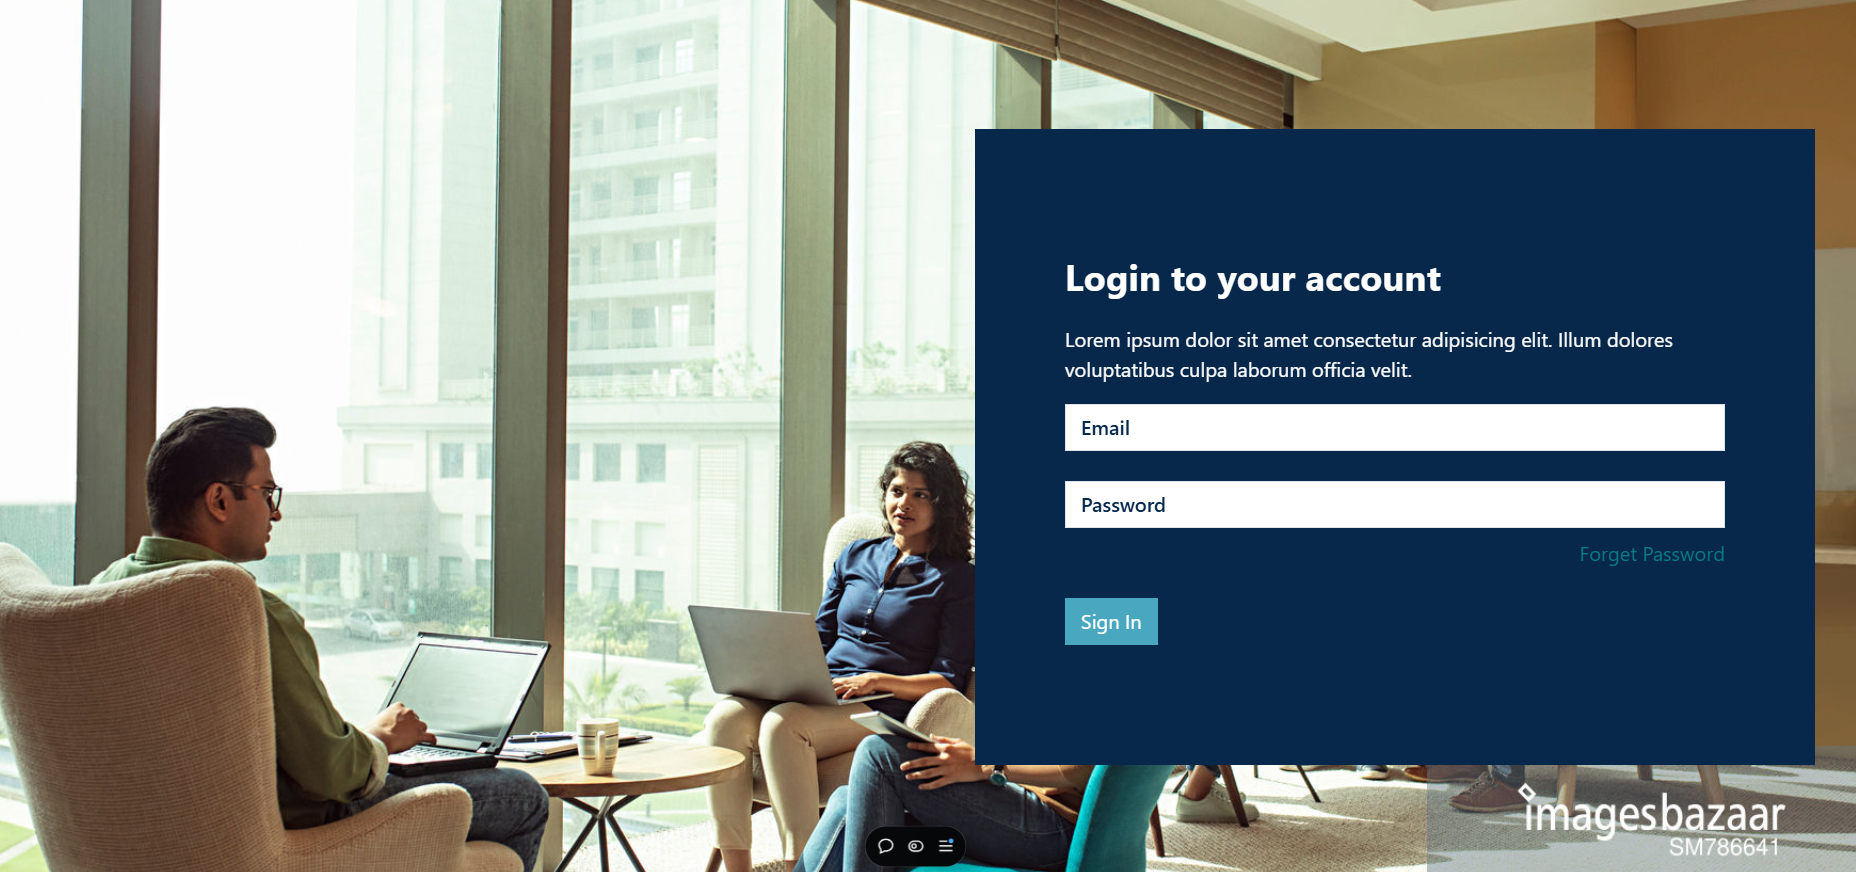 Login to your account
Lorem ipsum dolor sit amet consectetur adipisicing elit. Illum dolores
voluptatibus culpa laborum officia velit.
Email
Password
Forget Password
Sign In
imagesbazaar
SM786641